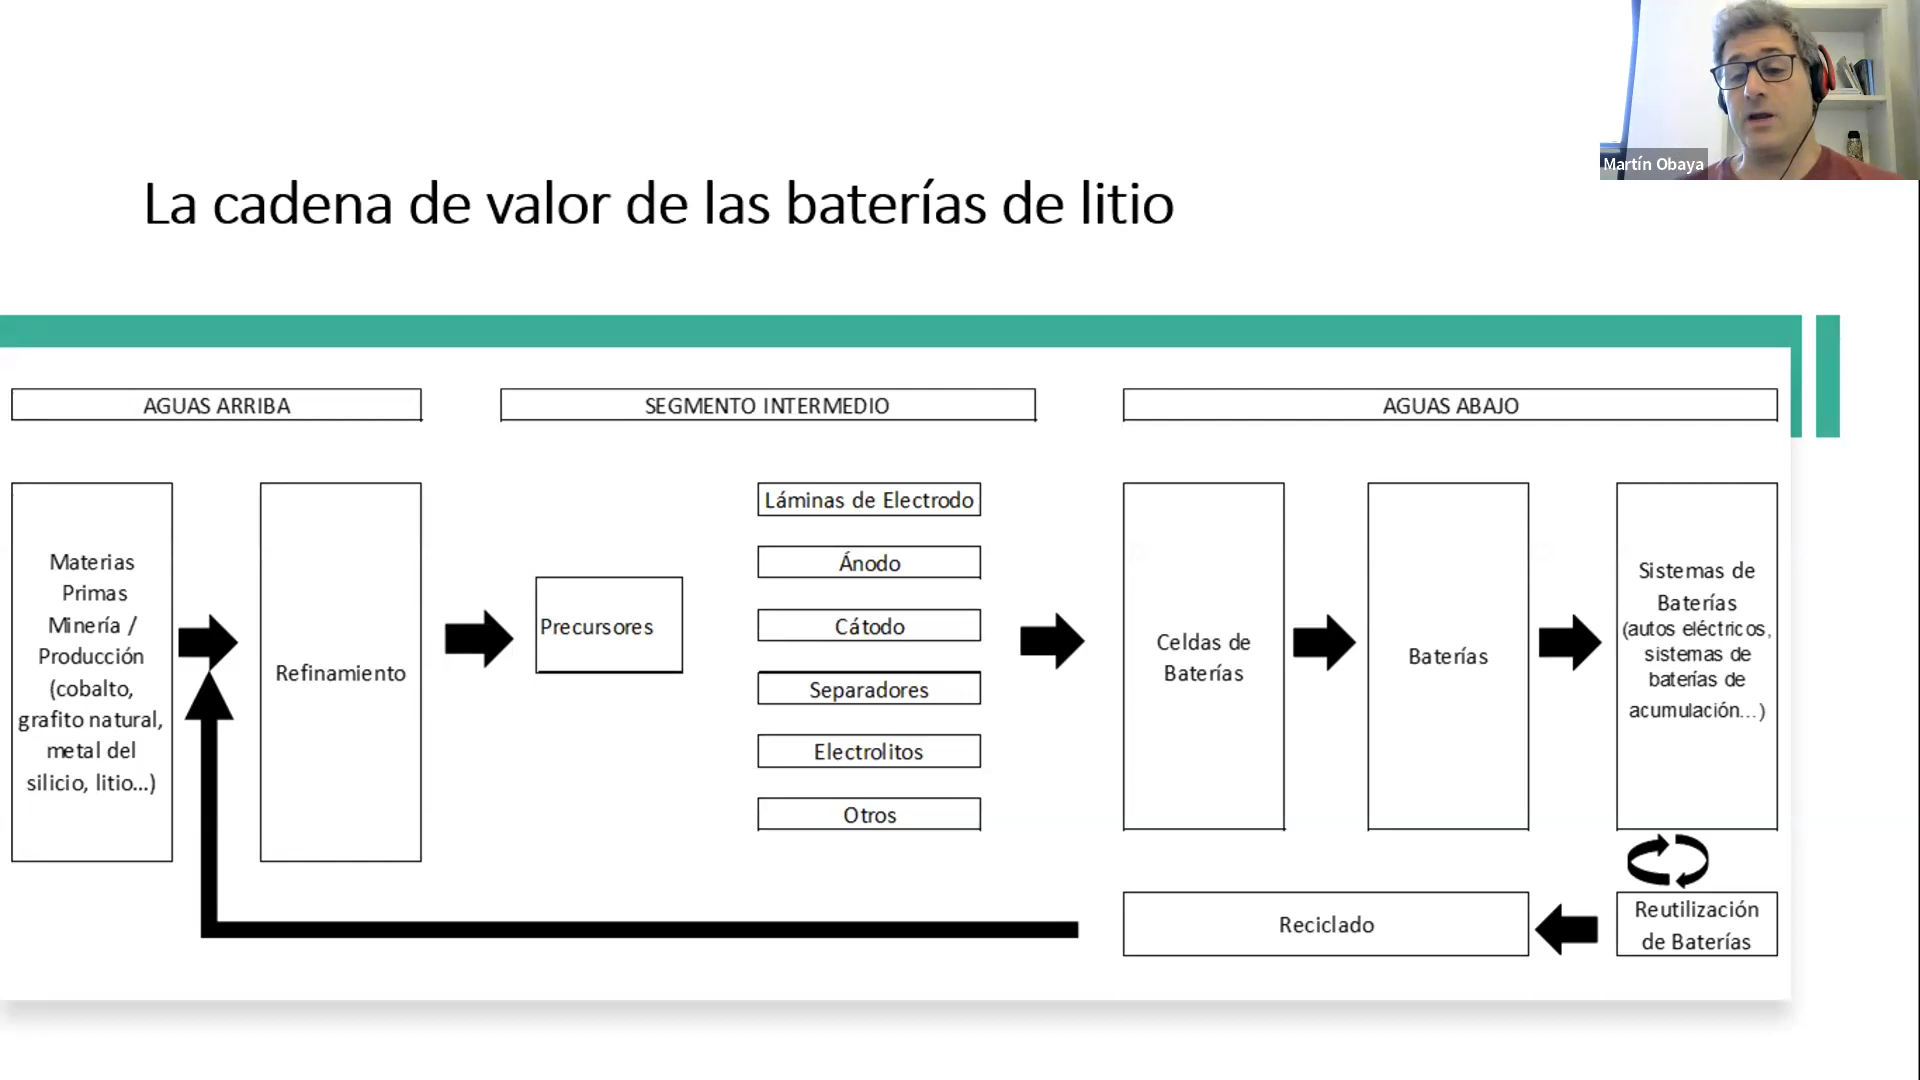 Martín Obaya
La cadena de valor de las baterías de litio
AGUAS ARRIBA
SEGMENTO INTERMEDIO
AGUAS ABAJO
Materias
Primas
Minería /
Producción
(cobalto,
grafito natural,
metal del
silicio, litio...)
Refinamiento
Precursores
Láminas de Electrodo
Ánodo
Cátodo
Separadores
Electrolitos
Otros
Celdas de
Baterías
Baterías
Sistemas de
Baterías
(autos eléctricos,
sistemas de
baterías de
acumulación...)
Reciclado
Reutilización
de Baterías